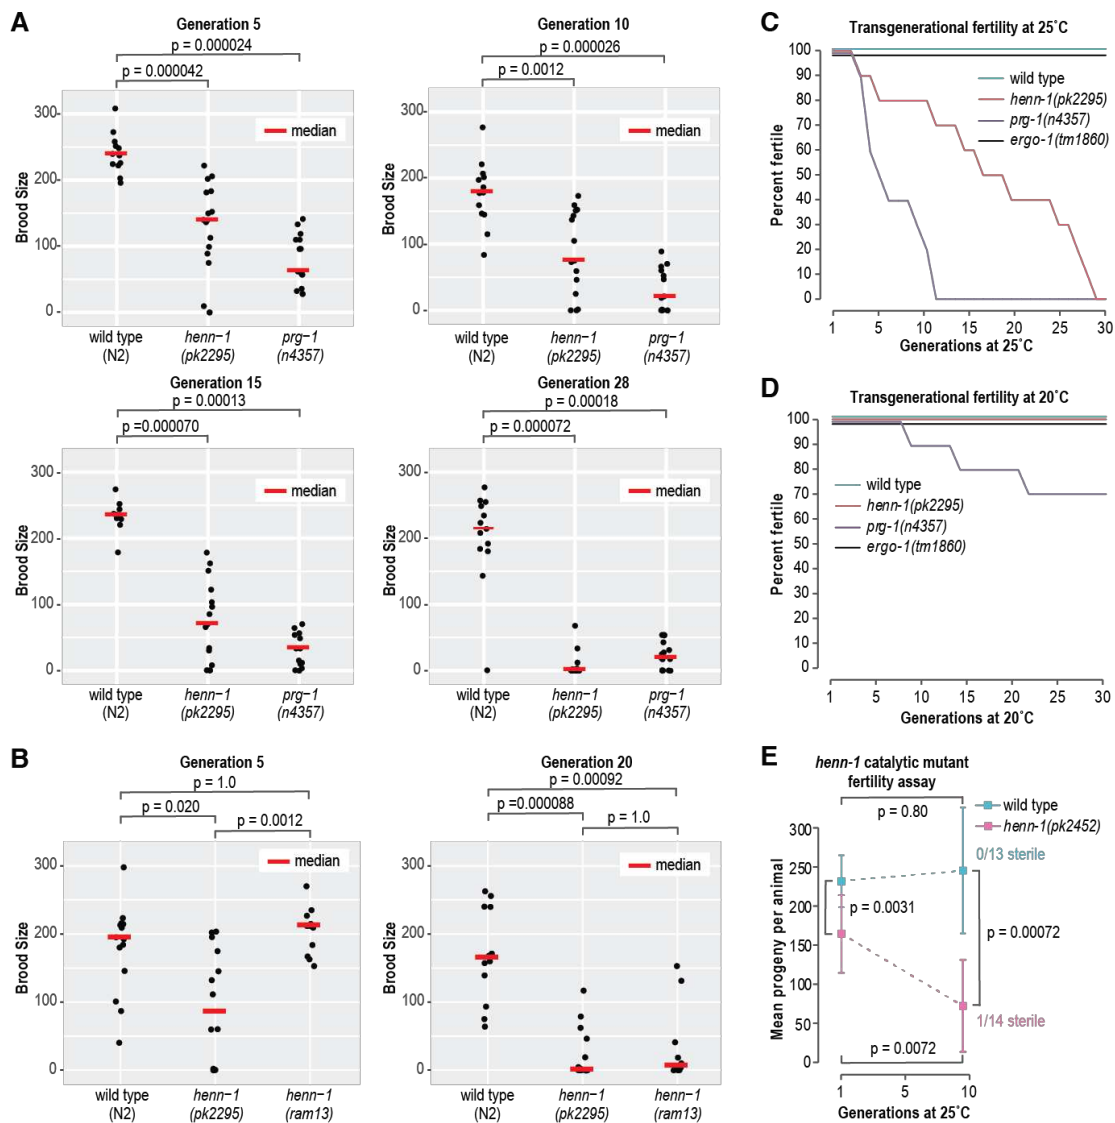 A
Generation 5
p = 0.000024
p = 0.000042
Brood Size
300
200
100
0
median
wild type
(N2)
henn−1
(pk2295)
prg−1
(n4357)
Generation 10
p = 0.000026
p = 0.0012
Brood Size
300
200
100
0
median
wild type
(N2)
henn−1
(pk2295)
prg−1
(n4357)
Generation 15
p = 0.00013
p =0.000070
Brood Size
300
200
100
0
median
wild type
(N2)
henn−1
(pk2295)
prg−1
(n4357)
Generation 28
p = 0.00018
p = 0.000072
Brood Size
300
200
100
0
median
wild type
(N2)
henn−1
(pk2295)
prg−1
(n4357)
B
Generation 5
p = 1.0
p = 0.020
p = 0.0012
Brood Size
300
200
100
0
median
wild type
(N2)
henn−1
(pk2295)
henn−1
(ram13)
Generation 20
p = 0.00092
p =0.000088
p = 1.0
Brood Size
300
200
100
0
median
wild type
(N2)
henn−1
(pk2295)
henn−1
(ram13)
C
Transgenerational fertility at 25˚C
Percent fertile
100
90
80
70
60
50
40
30
20
10
0
wild type
henn-1(pk2295)
prg-1(n4357)
ergo-1(tm1860)
1 5 10 15 20 25 30
Generations at 25˚C
D
Transgenerational fertility at 20˚C
Percent fertile
100
90
80
70
60
50
40
30
20
10
0
wild type
henn-1(pk2295)
prg-1(n4357)
ergo-1(tm1860)
1 5 10 15 20 25 30
Generations at 20˚C
E
henn-1 catalytic mutant
fertility assay
wild type
henn-1(pk2452)
p = 0.80
0/13 sterile
p = 0.0031
p = 0.00072
1/14 sterile
p = 0.0072
Mean progeny per animal
300
250
200
150
100
50
0
1 5 10
Generations at 25˚C